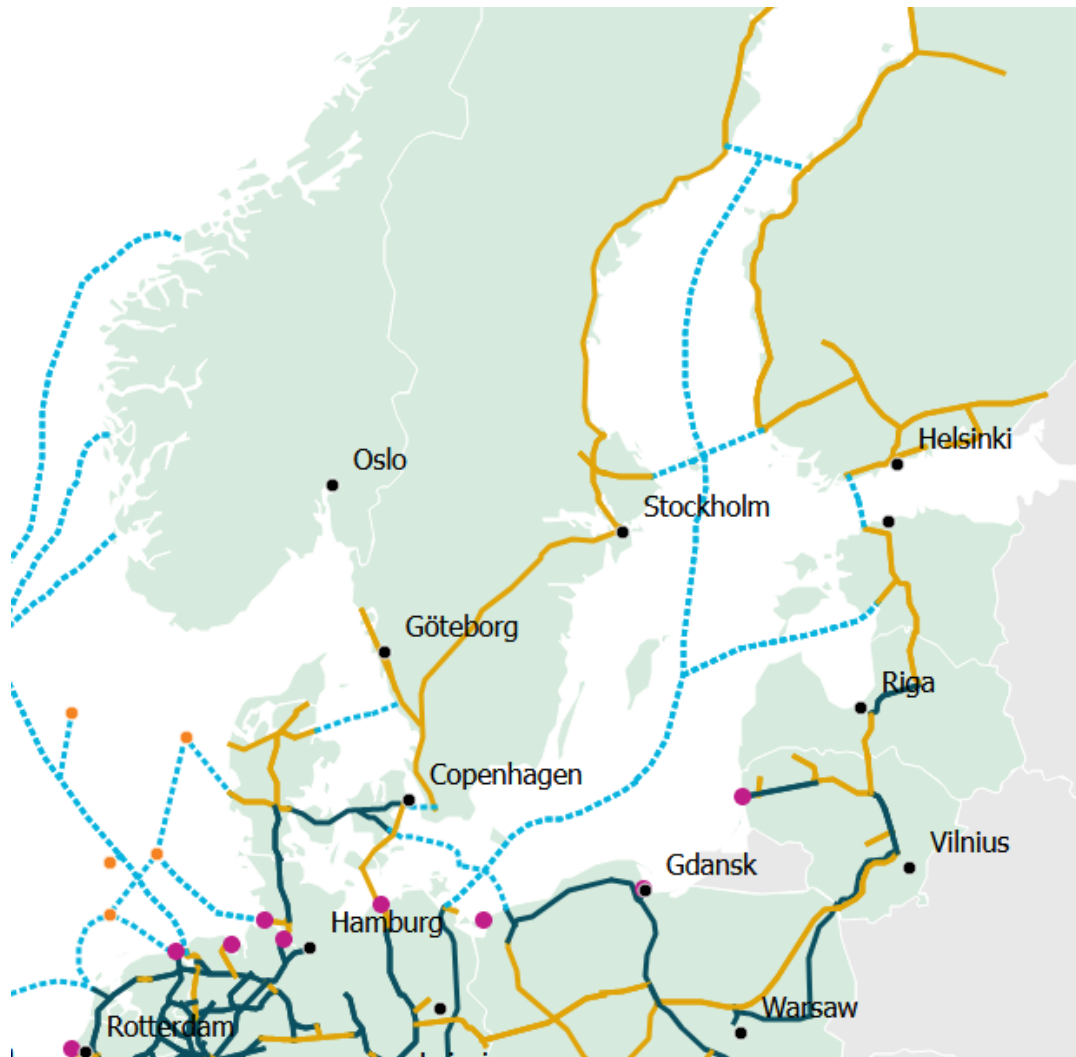 Oslo
Helsinki
Stockholm
Göteborg
Riga
Copenhagen
Vilnius
Gdansk
Hamburg
Warsaw
Rotterdam